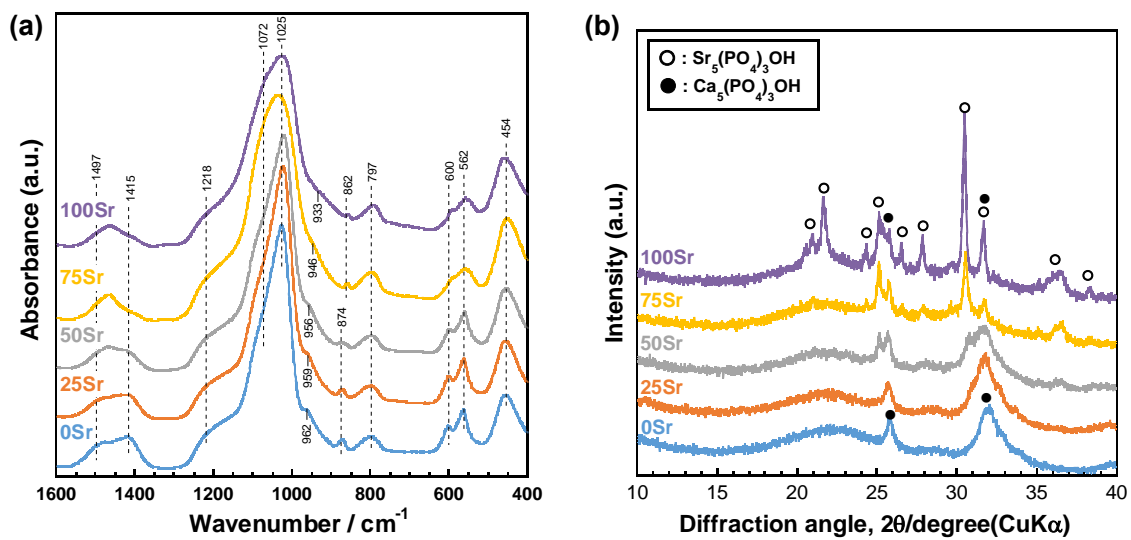 (a)
1072
1025
1497
1415
1218
933
862
797
600
562
454
946
956
874
959
962
100Sr
75Sr
50Sr
25Sr
0Sr
Absorbance (a.u.)
1600 1400 1200 1000 800 600 400
Wavenumber / cm⁻¹
(b)
○ : Sr₅(PO₄)₃OH
● : Ca₅(PO₄)₃OH
100Sr
75Sr
50Sr
25Sr
0Sr
Intensity (a.u.)
10 15 20 25 30 35 40
Diffraction angle, 2θ/degree(CuKα)